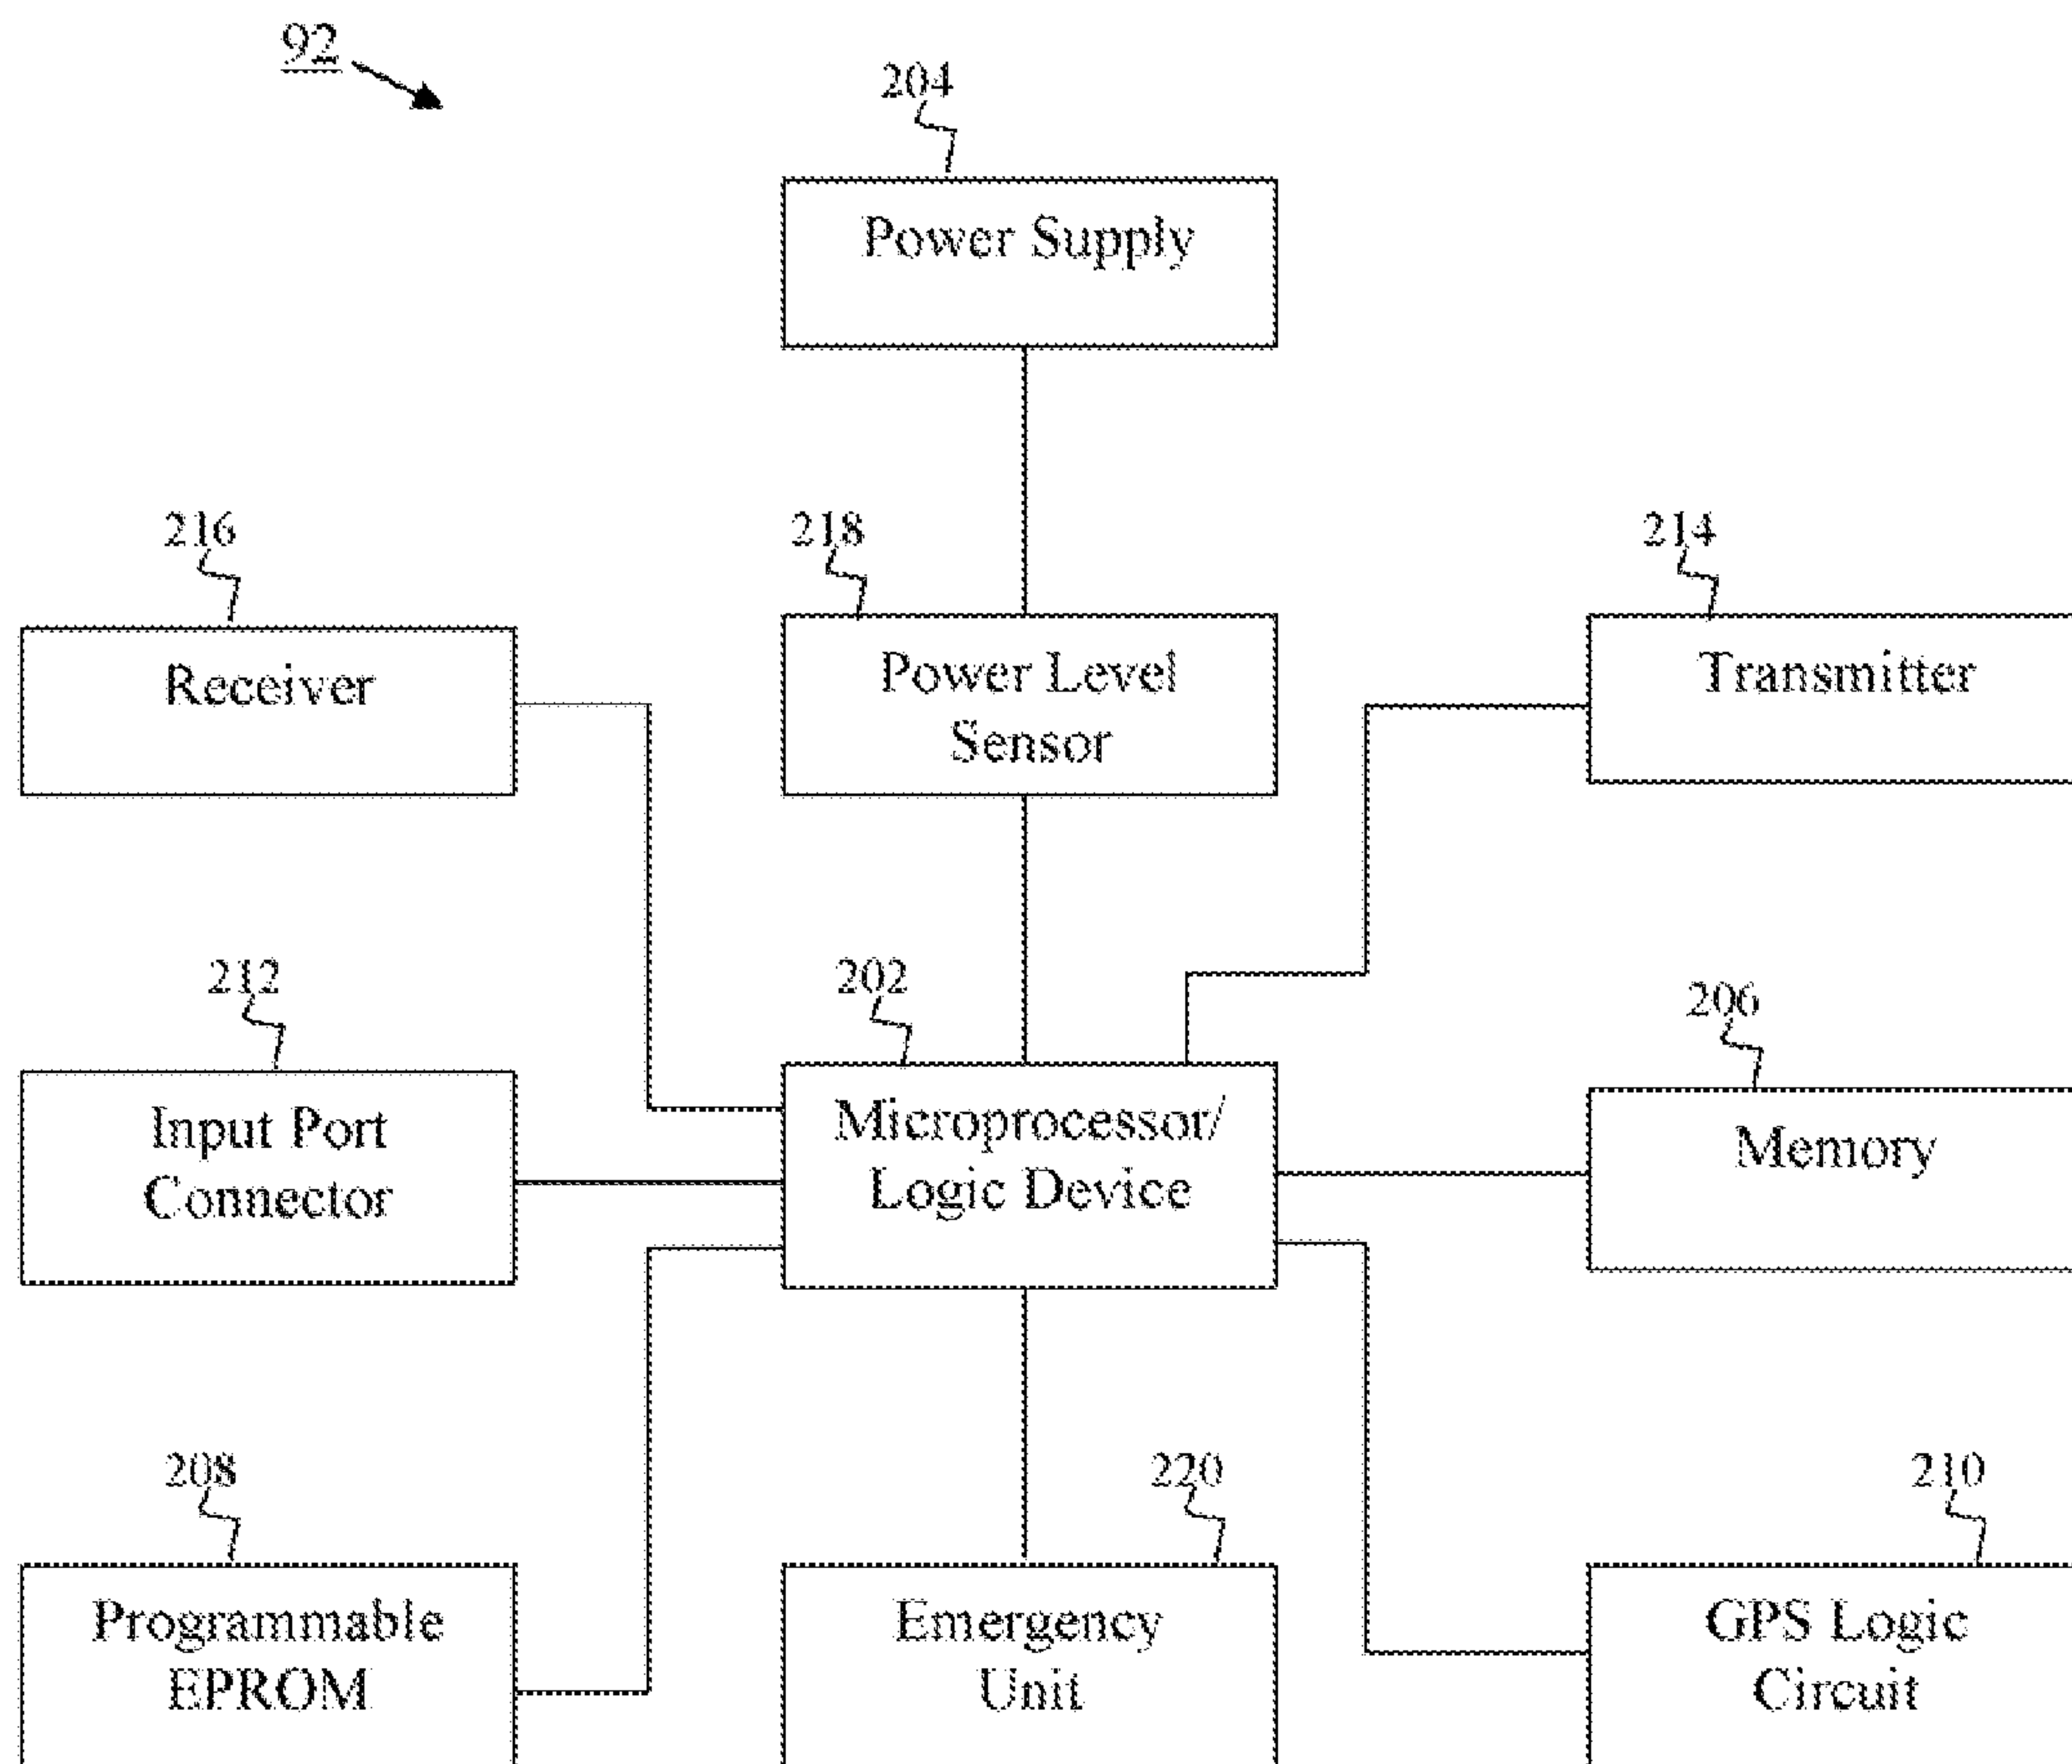 92
204
Power Supply
216
218
214
Receiver
Power Level
Sensor
Transmitter
212
202
206
Input Port
Connector
Microprocessor/
Logic Device
Memory
208
220
210
Programmable
EPROM
Emergency
Unit
GPS Logic
Circuit